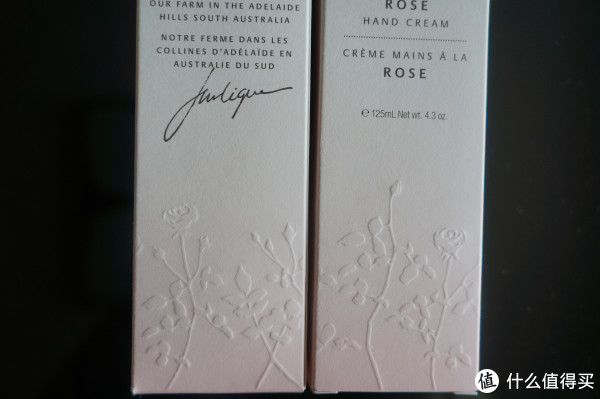 OUR FARM IN THE ADELAIDE
HILLS SOUTH AUSTRALIA
NOTRE FERME DANS LES
COLLINES D'ADÉLAÏDE EN
AUSTRALIE DU SUD
Jurlique
ROSE
HAND CREAM
CRÈME MAINS À LA
ROSE
℮ 125mL Net wt. 4.3 oz.
值 什么值得买